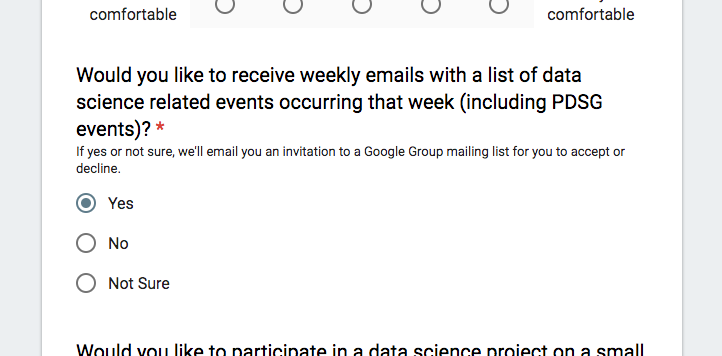 comfortable comfortable
Would you like to receive weekly emails with a list of data
science related events occurring that week (including PDSG
events)? *
If yes or not sure, we'll email you an invitation to a Google Group mailing list for you to accept or
decline.
Yes
No
Not Sure
Would you like to participate in a data science project on a small